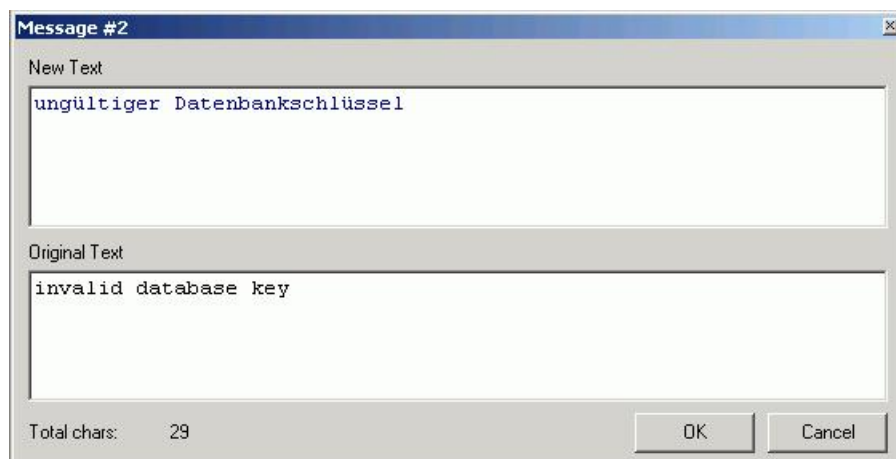 Message #2
New Text
ungültiger Datenbankschlüssel
Original Text
invalid database key
Total chars: 29
OK
Cancel